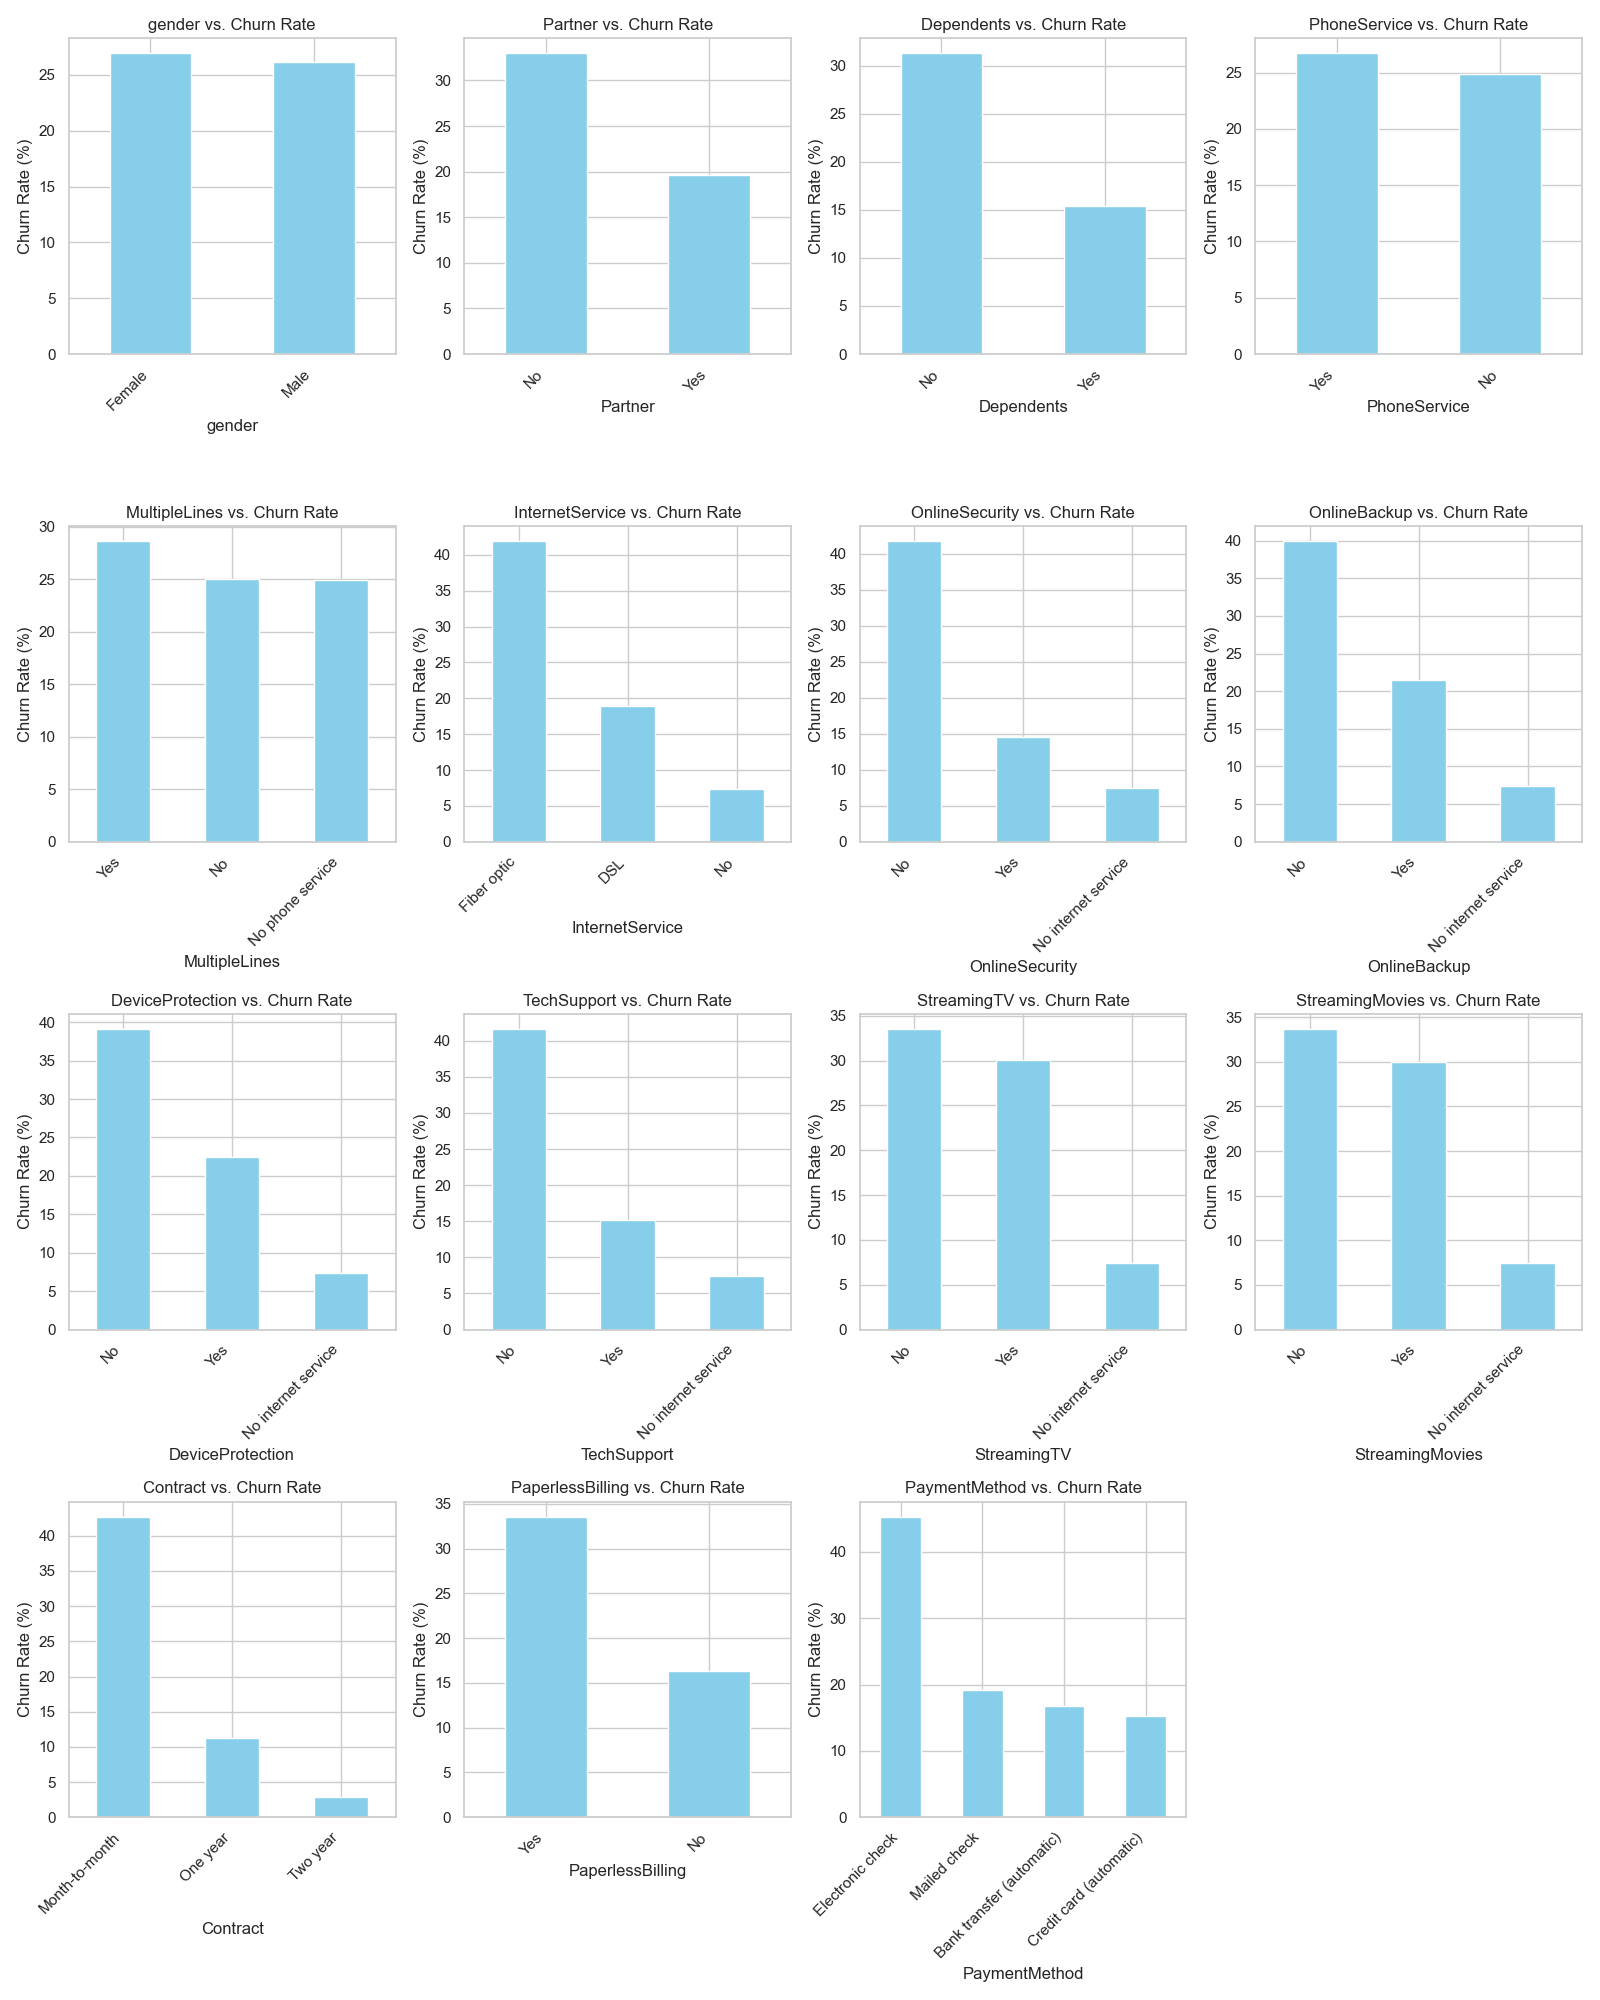 gender vs. Churn Rate
Churn Rate (%)
25
20
15
10
5
0
Female
Male
gender
Partner vs. Churn Rate
Churn Rate (%)
30
25
20
15
10
5
0
No
Yes
Partner
Dependents vs. Churn Rate
Churn Rate (%)
30
25
20
15
10
5
0
No
Yes
Dependents
PhoneService vs. Churn Rate
Churn Rate (%)
25
20
15
10
5
0
Yes
No
PhoneService
MultipleLines vs. Churn Rate
Churn Rate (%)
30
25
20
15
10
5
0
Yes
No
No phone service
MultipleLines
InternetService vs. Churn Rate
Churn Rate (%)
40
35
30
25
20
15
10
5
0
Fiber optic
DSL
No
InternetService
OnlineSecurity vs. Churn Rate
Churn Rate (%)
40
35
30
25
20
15
10
5
0
No
Yes
No internet service
OnlineSecurity
OnlineBackup vs. Churn Rate
Churn Rate (%)
40
35
30
25
20
15
10
5
0
No
Yes
No internet service
OnlineBackup
DeviceProtection vs. Churn Rate
Churn Rate (%)
40
35
30
25
20
15
10
5
0
No
Yes
No internet service
DeviceProtection
TechSupport vs. Churn Rate
Churn Rate (%)
40
35
30
25
20
15
10
5
0
No
Yes
No internet service
TechSupport
StreamingTV vs. Churn Rate
Churn Rate (%)
35
30
25
20
15
10
5
0
No
Yes
No internet service
StreamingTV
StreamingMovies vs. Churn Rate
Churn Rate (%)
35
30
25
20
15
10
5
0
No
Yes
No internet service
StreamingMovies
Contract vs. Churn Rate
Churn Rate (%)
40
35
30
25
20
15
10
5
0
Month-to-month
One year
Two year
Contract
PaperlessBilling vs. Churn Rate
Churn Rate (%)
35
30
25
20
15
10
5
0
Yes
No
PaperlessBilling
PaymentMethod vs. Churn Rate
Churn Rate (%)
40
30
20
10
0
Electronic check
Mailed check
Bank transfer (automatic)
Credit card (automatic)
PaymentMethod